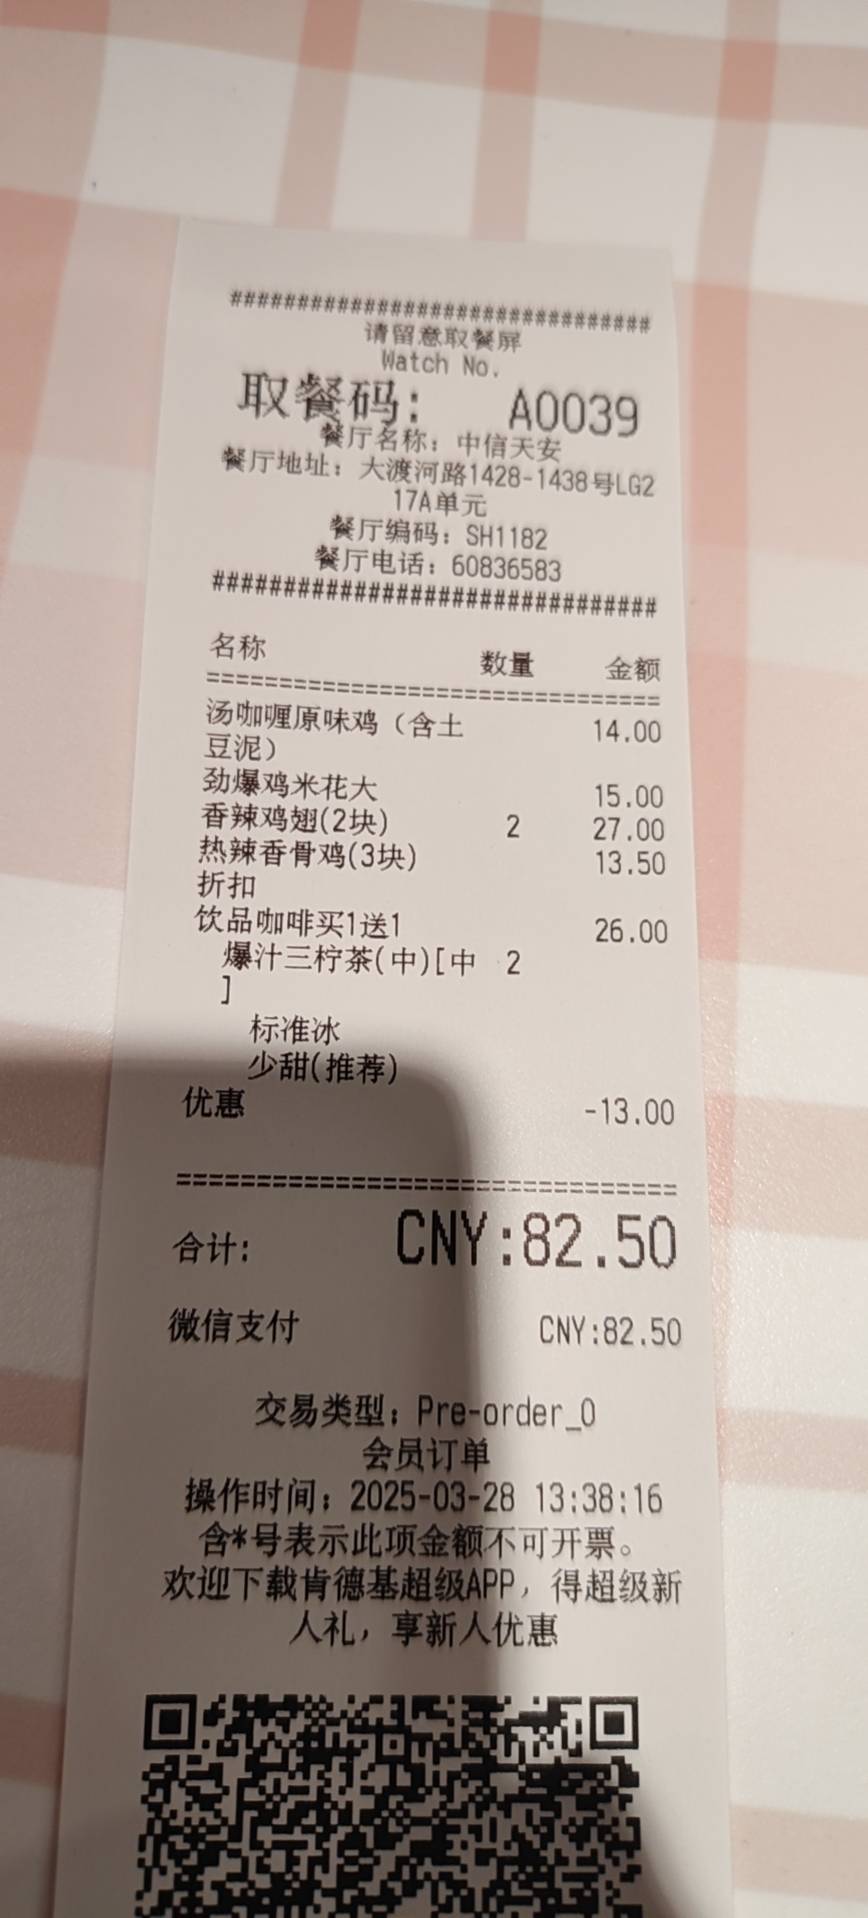 ################################
请留意取餐屏
Watch No.
取餐码： A0039
餐厅名称：中信天安
餐厅地址：大渡河路1428-1438号LG2
17A单元
餐厅编码：SH1182
餐厅电话：60836583
################################
名称 数量 金额
================================
汤咖喱原味鸡（含土 14.00
豆泥）
劲爆鸡米花大 15.00
香辣鸡翅(2块) 2 27.00
热辣香骨鸡(3块) 13.50
折扣
饮品咖啡买1送1 26.00
爆汁三柠茶(中)[中 2
]
标准冰
少甜(推荐)
优惠 -13.00
================================
合计: CNY:82.50
微信支付 CNY:82.50
交易类型：Pre-order_0
会员订单
操作时间：2025-03-28 13:38:16
含*号表示此项金额不可开票。
欢迎下载肯德基超级APP，得超级新
人礼，享新人优惠